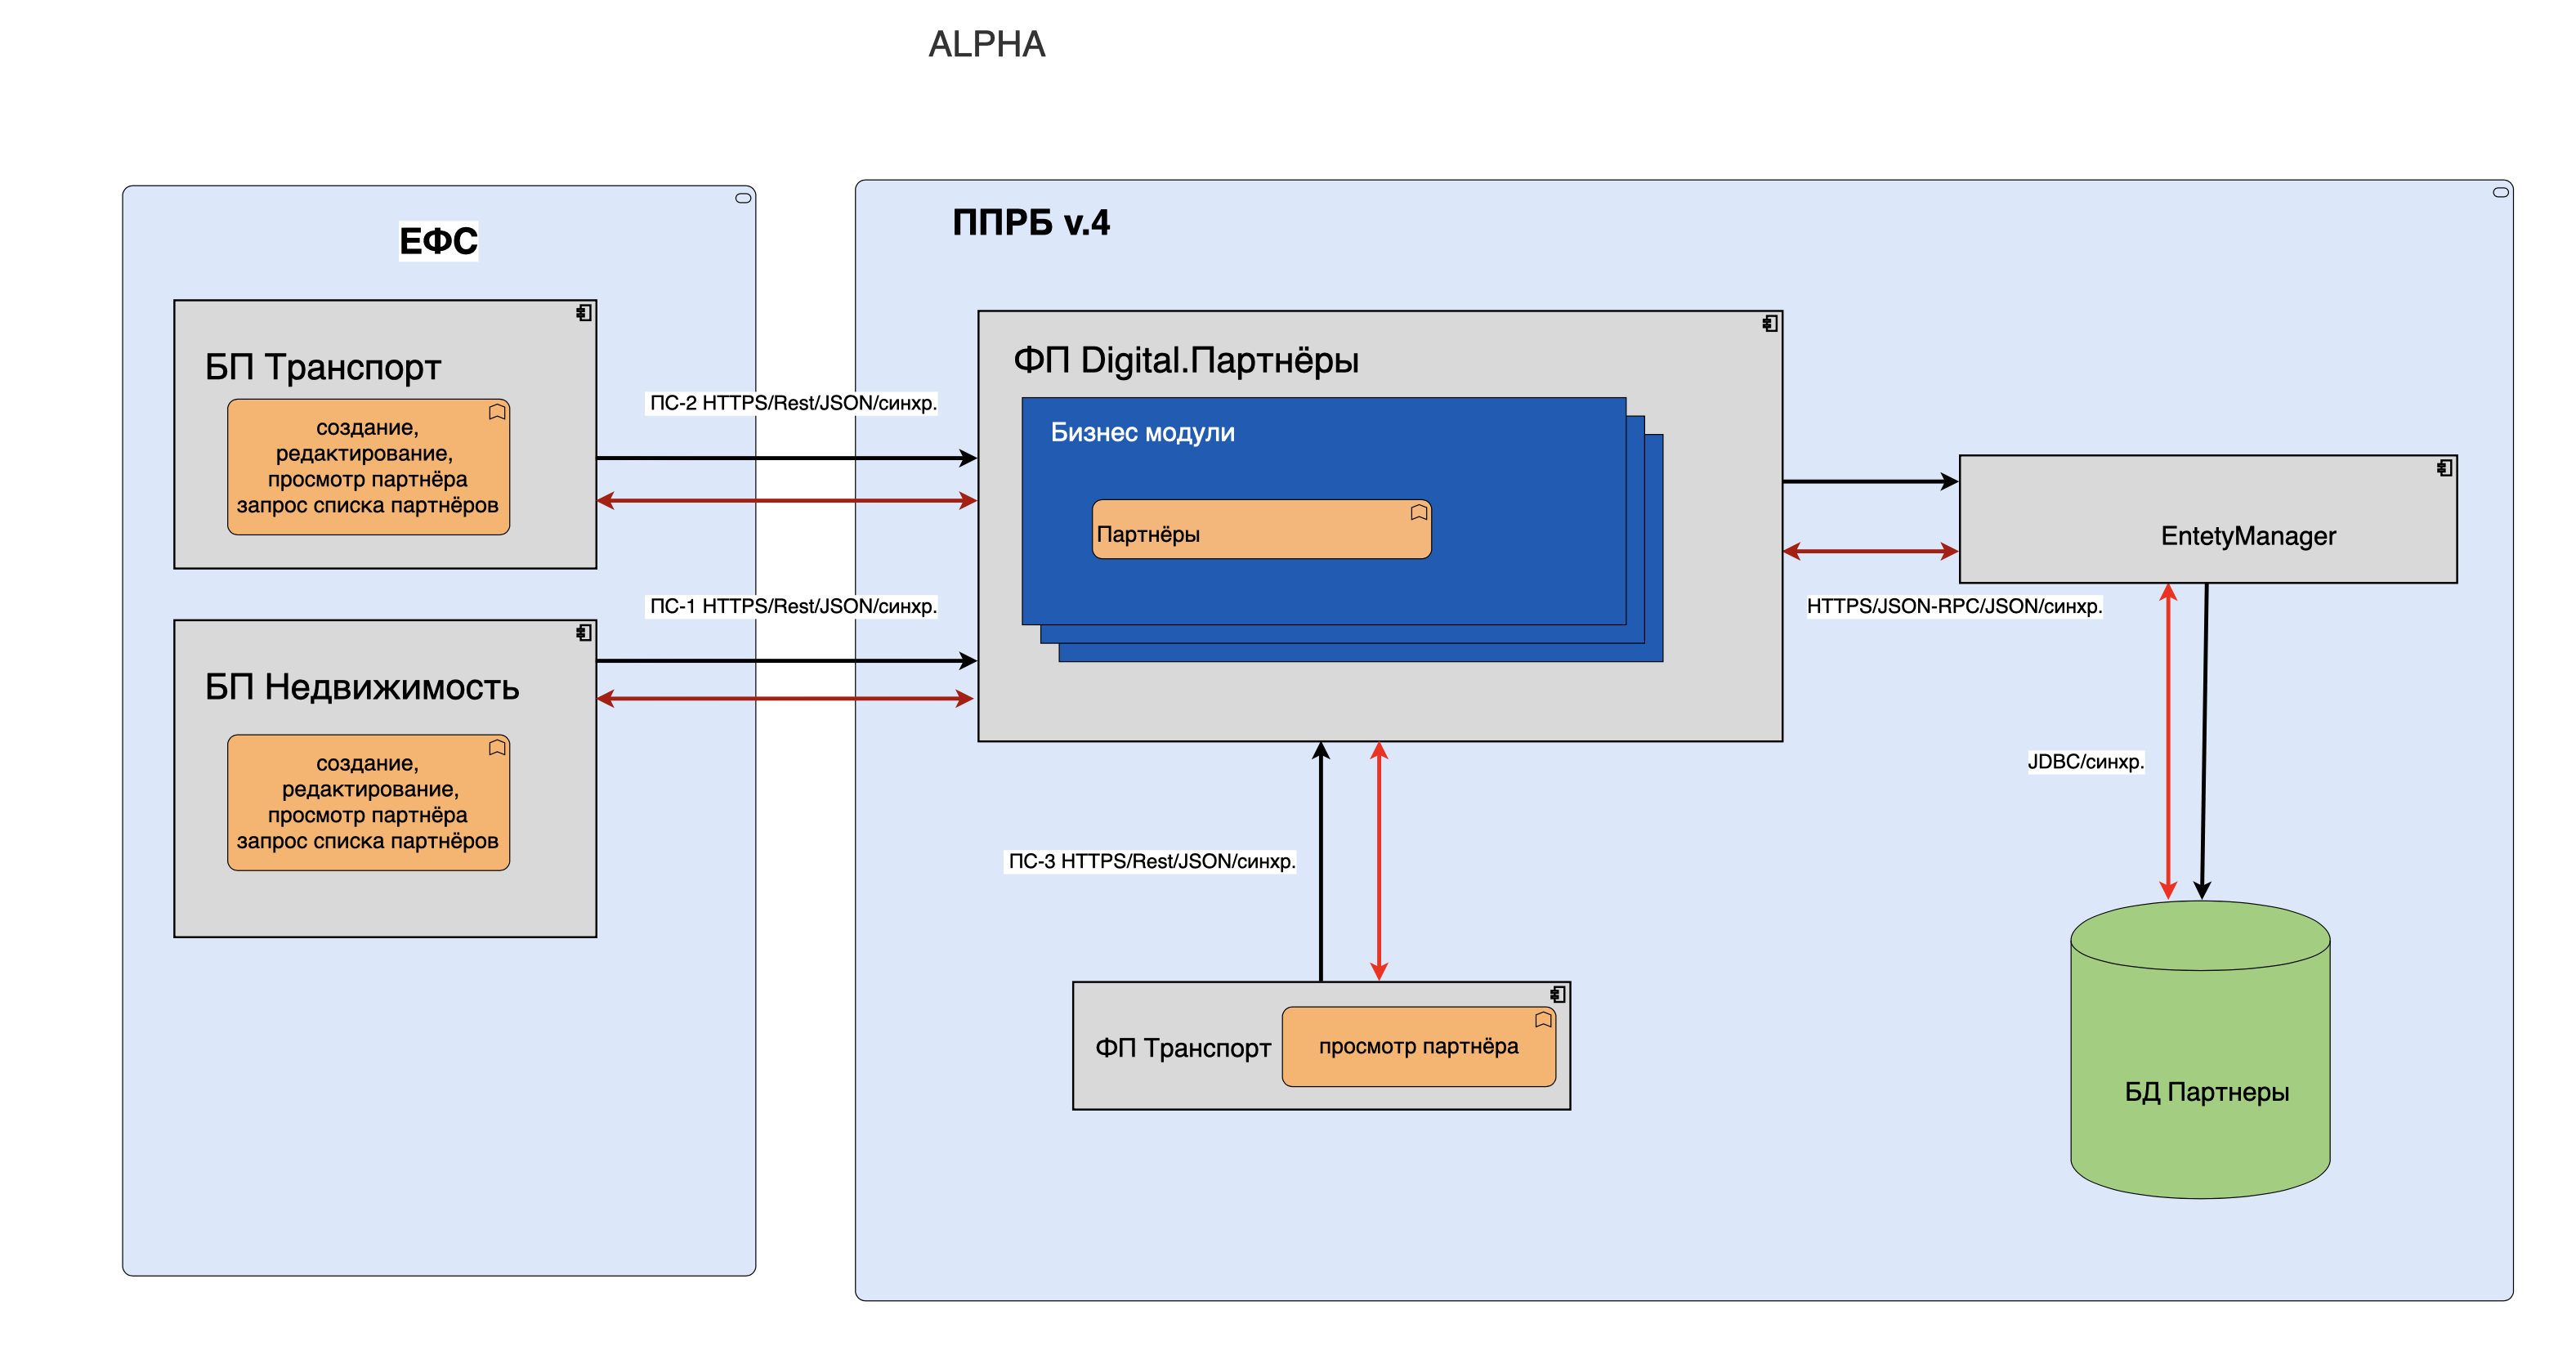 ALPHA
ЕФС
БП Транспорт
создание,
редактирование,
просмотр партнёра
запрос списка партнёров
ПС-2 HTTPS/Rest/JSON/синхр.
БП Недвижимость
создание,
редактирование,
просмотр партнёра
запрос списка партнёров
ПС-1 HTTPS/Rest/JSON/синхр.
ППРБ v.4
ФП Digital.Партнёры
Бизнес модули
Партнёры
EntetyManager
HTTPS/JSON-RPC/JSON/синхр.
JDBC/синхр.
ПС-3 HTTPS/Rest/JSON/синхр.
ФП Транспорт
просмотр партнёра
БД Партнеры